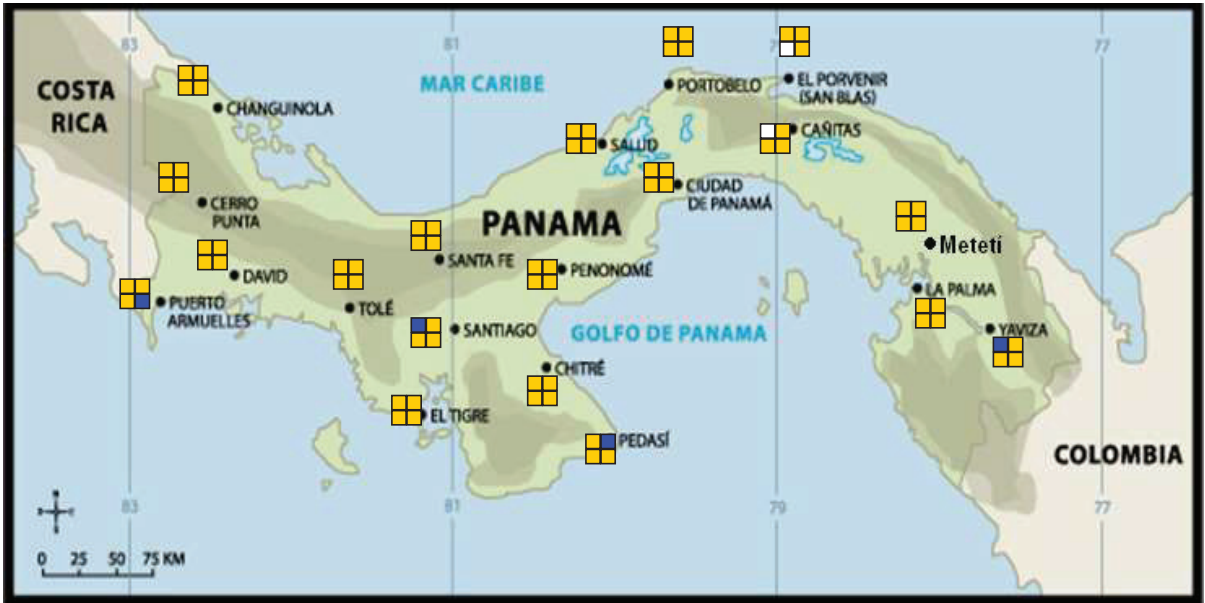 83
81
77
COSTA
RICA
MAR CARIBE
PORTOBELO
EL PORVENIR
(SAN BLAS)
CHANGUINOLA
SALUD
CAÑITAS
CIUDAD
DE PANAMÁ
CERRO
PUNTA
PANAMA
Metetí
SANTA FE
PENONOMÉ
DAVID
TOLÉ
LA PALMA
PUERTO
ARMUELLES
SANTIAGO
GOLFO DE PANAMA
YAVIZA
CHITRÉ
EL TIGRE
PEDASÍ
COLOMBIA
83
81
79
77
0 25 50 75 KM